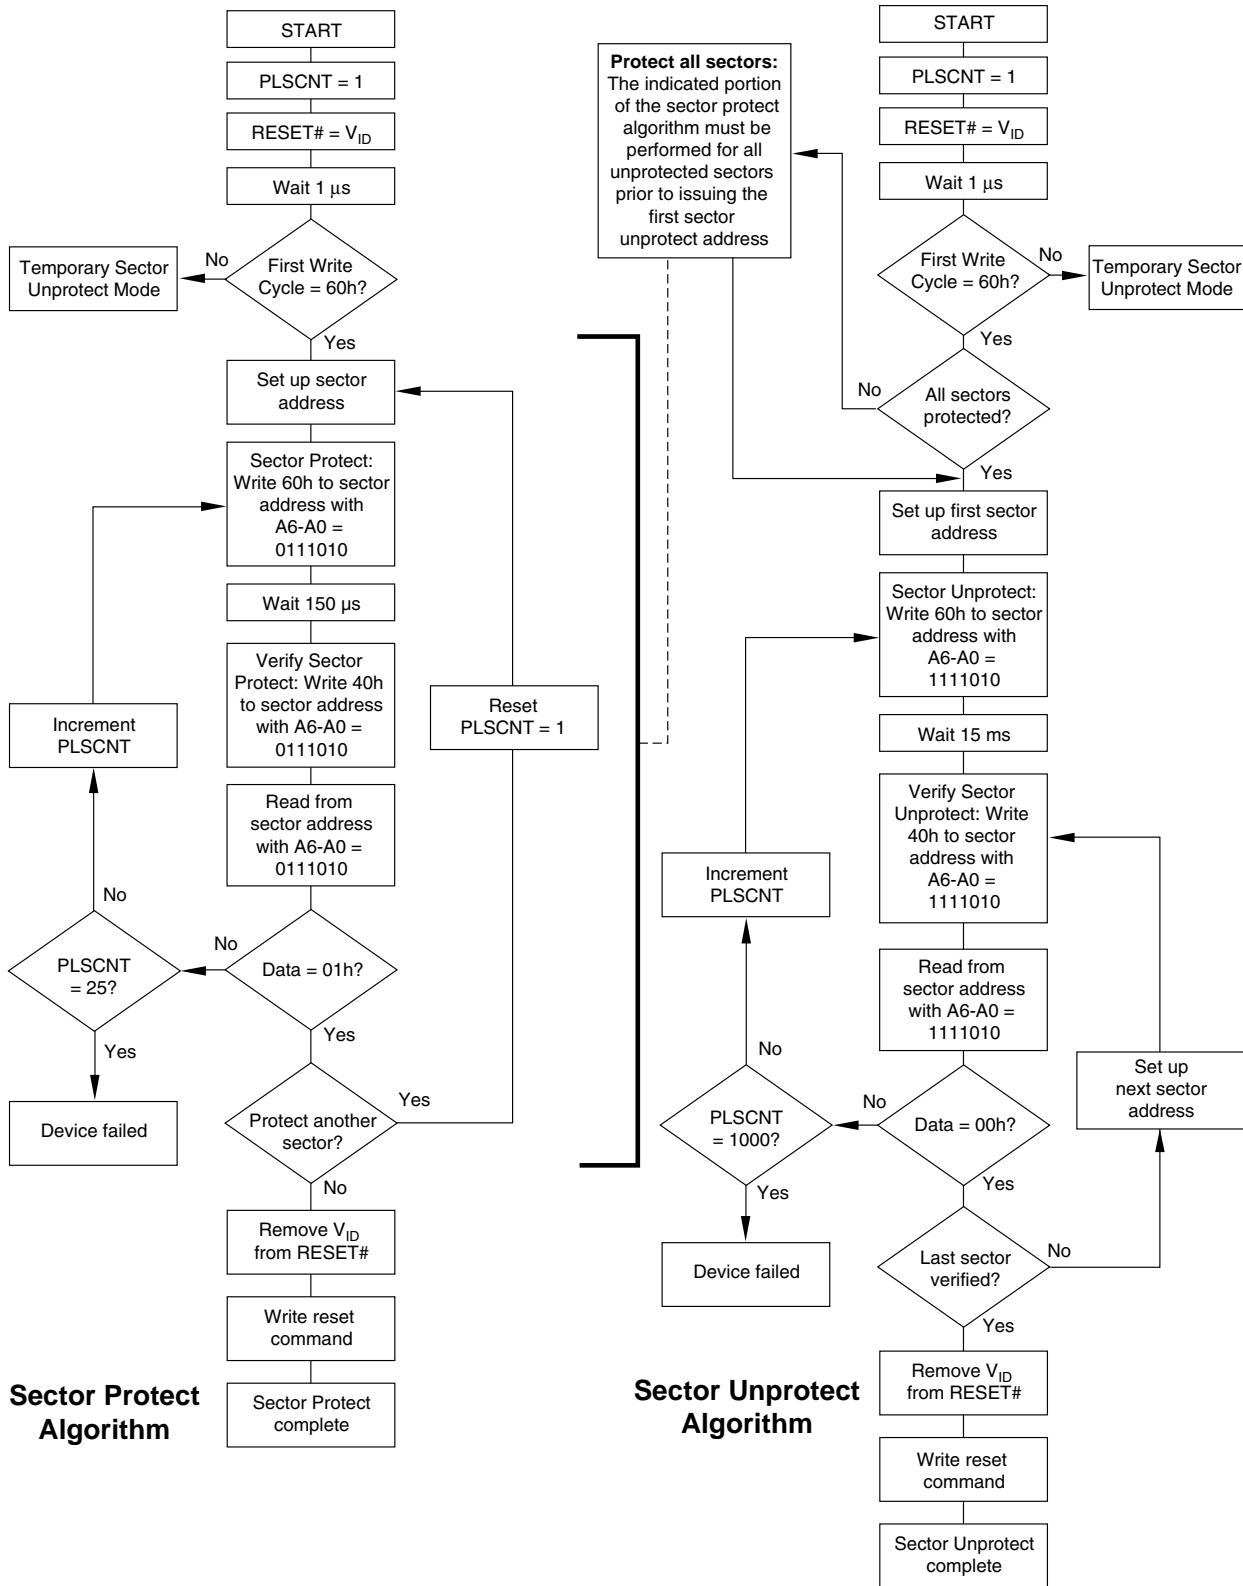 START
PLSCNT = 1
RESET# = VID
Wait 1 μs
First Write
Cycle = 60h?
No
Temporary Sector
Unprotect Mode
Yes
Set up sector
address
Sector Protect:
Write 60h to sector
address with
A6-A0 =
0111010
Wait 150 μs
Verify Sector
Protect: Write 40h
to sector address
with A6-A0 =
0111010
Reset
PLSCNT = 1
Increment
PLSCNT
Read from
sector address
with A6-A0 =
0111010
No
PLSCNT
= 25?
No
Data = 01h?
Yes
Yes
Device failed
Protect another
sector?
Yes
No
Remove VID
from RESET#
Write reset
command
Sector Protect
complete
Sector Protect
Algorithm
Protect all sectors:
The indicated portion
of the sector protect
algorithm must be
performed for all
unprotected sectors
prior to issuing the
first sector
unprotect address
START
PLSCNT = 1
RESET# = VID
Wait 1 μs
First Write
Cycle = 60h?
No
Temporary Sector
Unprotect Mode
Yes
No
All sectors
protected?
Yes
Set up first sector
address
Sector Unprotect:
Write 60h to sector
address with
A6-A0 =
1111010
Wait 15 ms
Verify Sector
Unprotect: Write
40h to sector
address with
A6-A0 =
1111010
Increment
PLSCNT
Read from
sector address
with A6-A0 =
1111010
No
Set up
next sector
address
PLSCNT
= 1000?
No
Data = 00h?
Yes
Yes
Device failed
Last sector
verified?
No
Yes
Remove VID
from RESET#
Write reset
command
Sector Unprotect
complete
Sector Unprotect
Algorithm